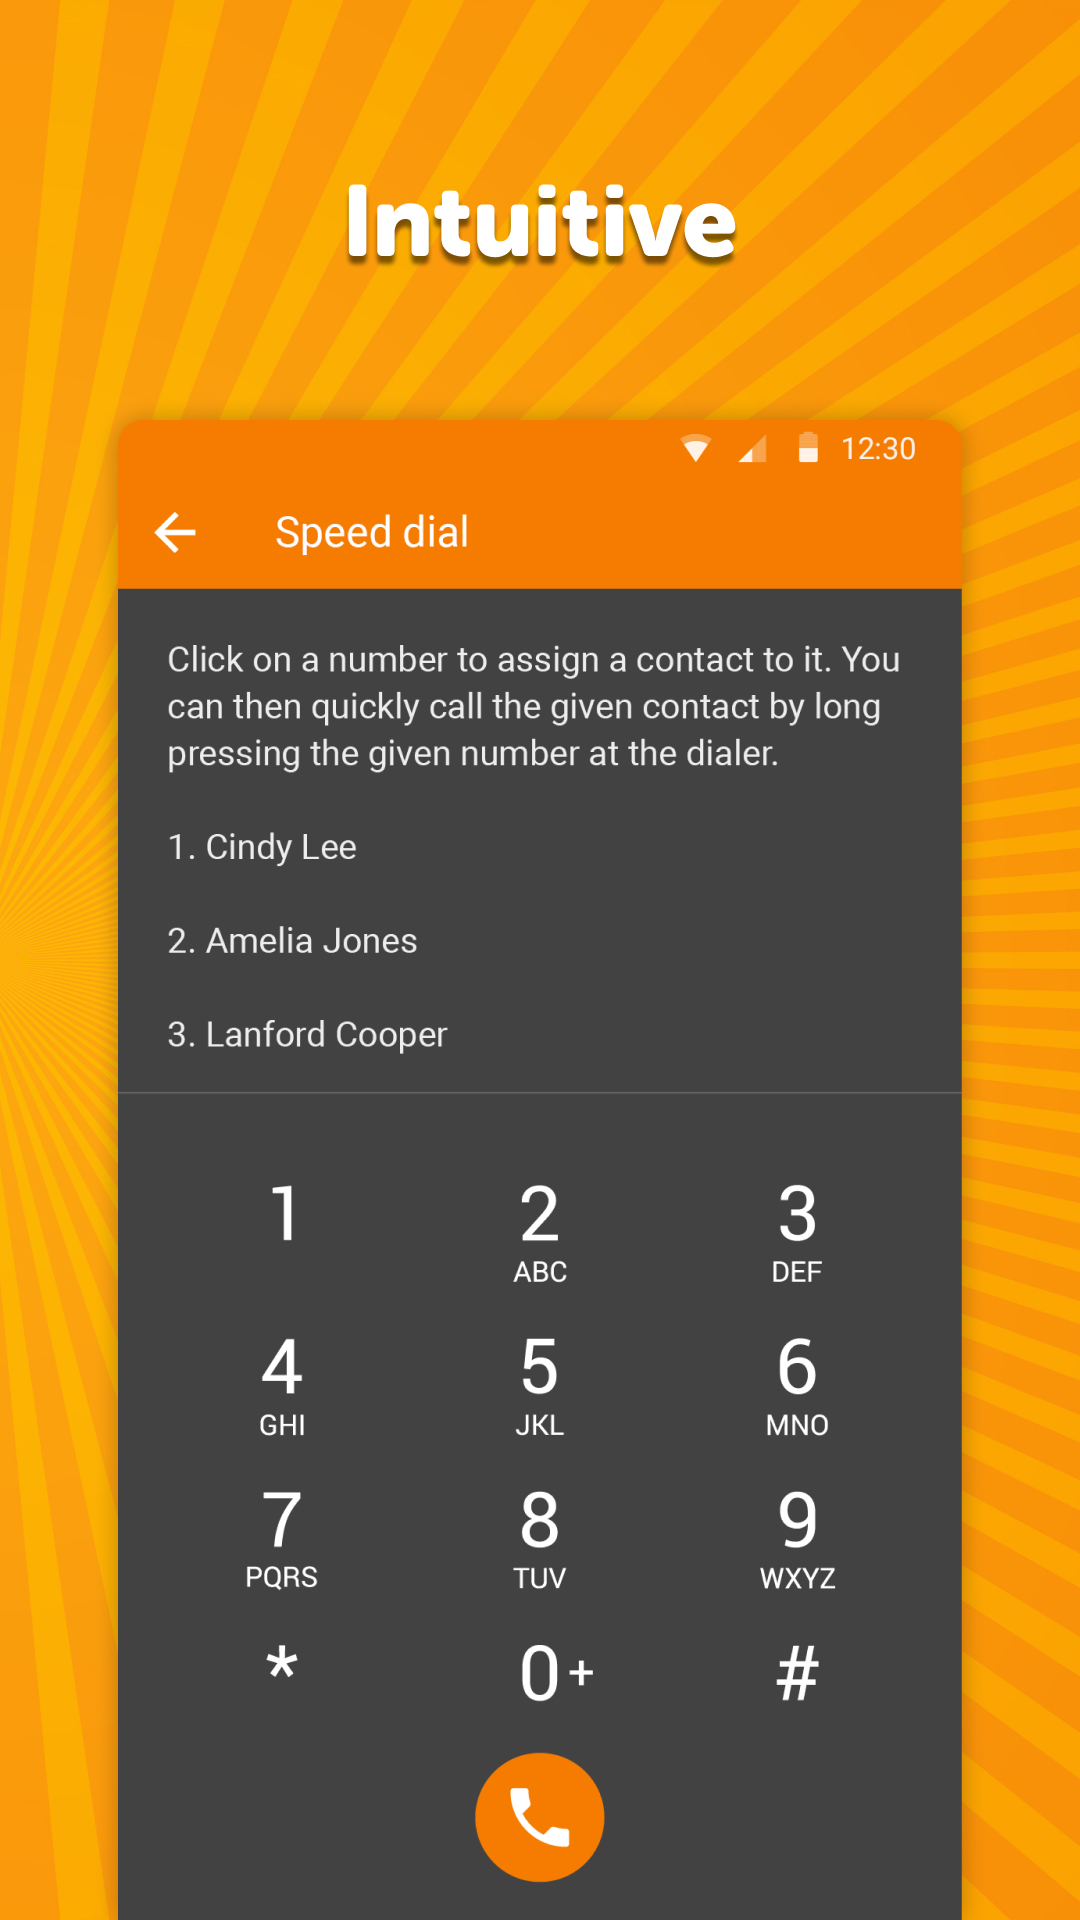 Intuitive
12:30
Speed dial
Click on a number to assign a contact to it. You
can then quickly call the given contact by long
pressing the given number at the dialer.
1. Cindy Lee
2. Amelia Jones
3. Lanford Cooper
1 2 3
ABC DEF
4 5 6
GHI JKL MNO
7 8 9
PQRS TUV WXYZ
* 0 + #